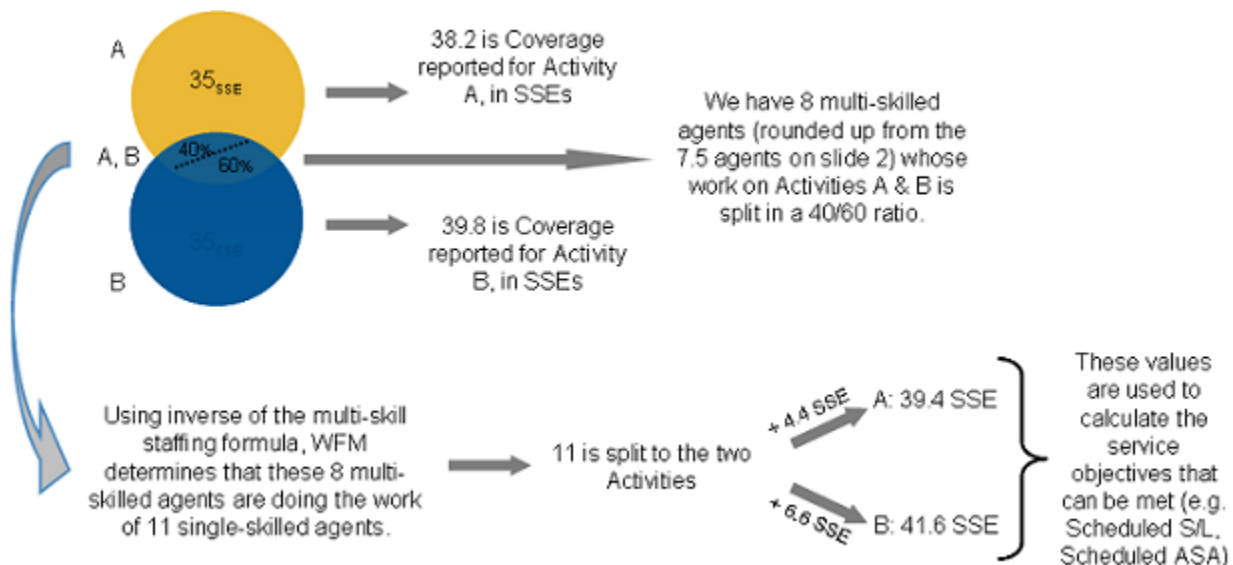 A
35SSE
38.2 is Coverage
reported for Activity
A, in SSEs
We have 8 multi-skilled
agents (rounded up from the
7.5 agents on slide 2) whose
work on Activities A & B is
split in a 40/60 ratio.
A, B
40%
60%
35SSE
39.8 is Coverage
reported for Activity
B, in SSEs
B
Using inverse of the multi-skill
staffing formula, WFM
determines that these 8 multi-
skilled agents are doing the work
of 11 single-skilled agents.
11 is split to the two
Activities
+ 4.4 SSE
A: 39.4 SSE
+ 6.6 SSE
B: 41.6 SSE
These values
are used to
calculate the
service
objectives that
can be met (e.g.
Scheduled S/L,
Scheduled ASA)